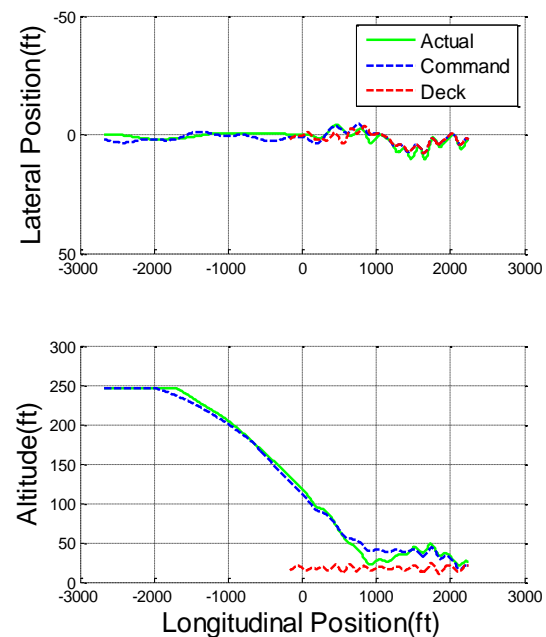 -50
0
50
Lateral Position(ft)
Actual
Command
Deck
-3000 -2000 -1000 0 1000 2000 3000
300
250
200
150
100
50
0
Altitude(ft)
-3000 -2000 -1000 0 1000 2000 3000
Longitudinal Position(ft)